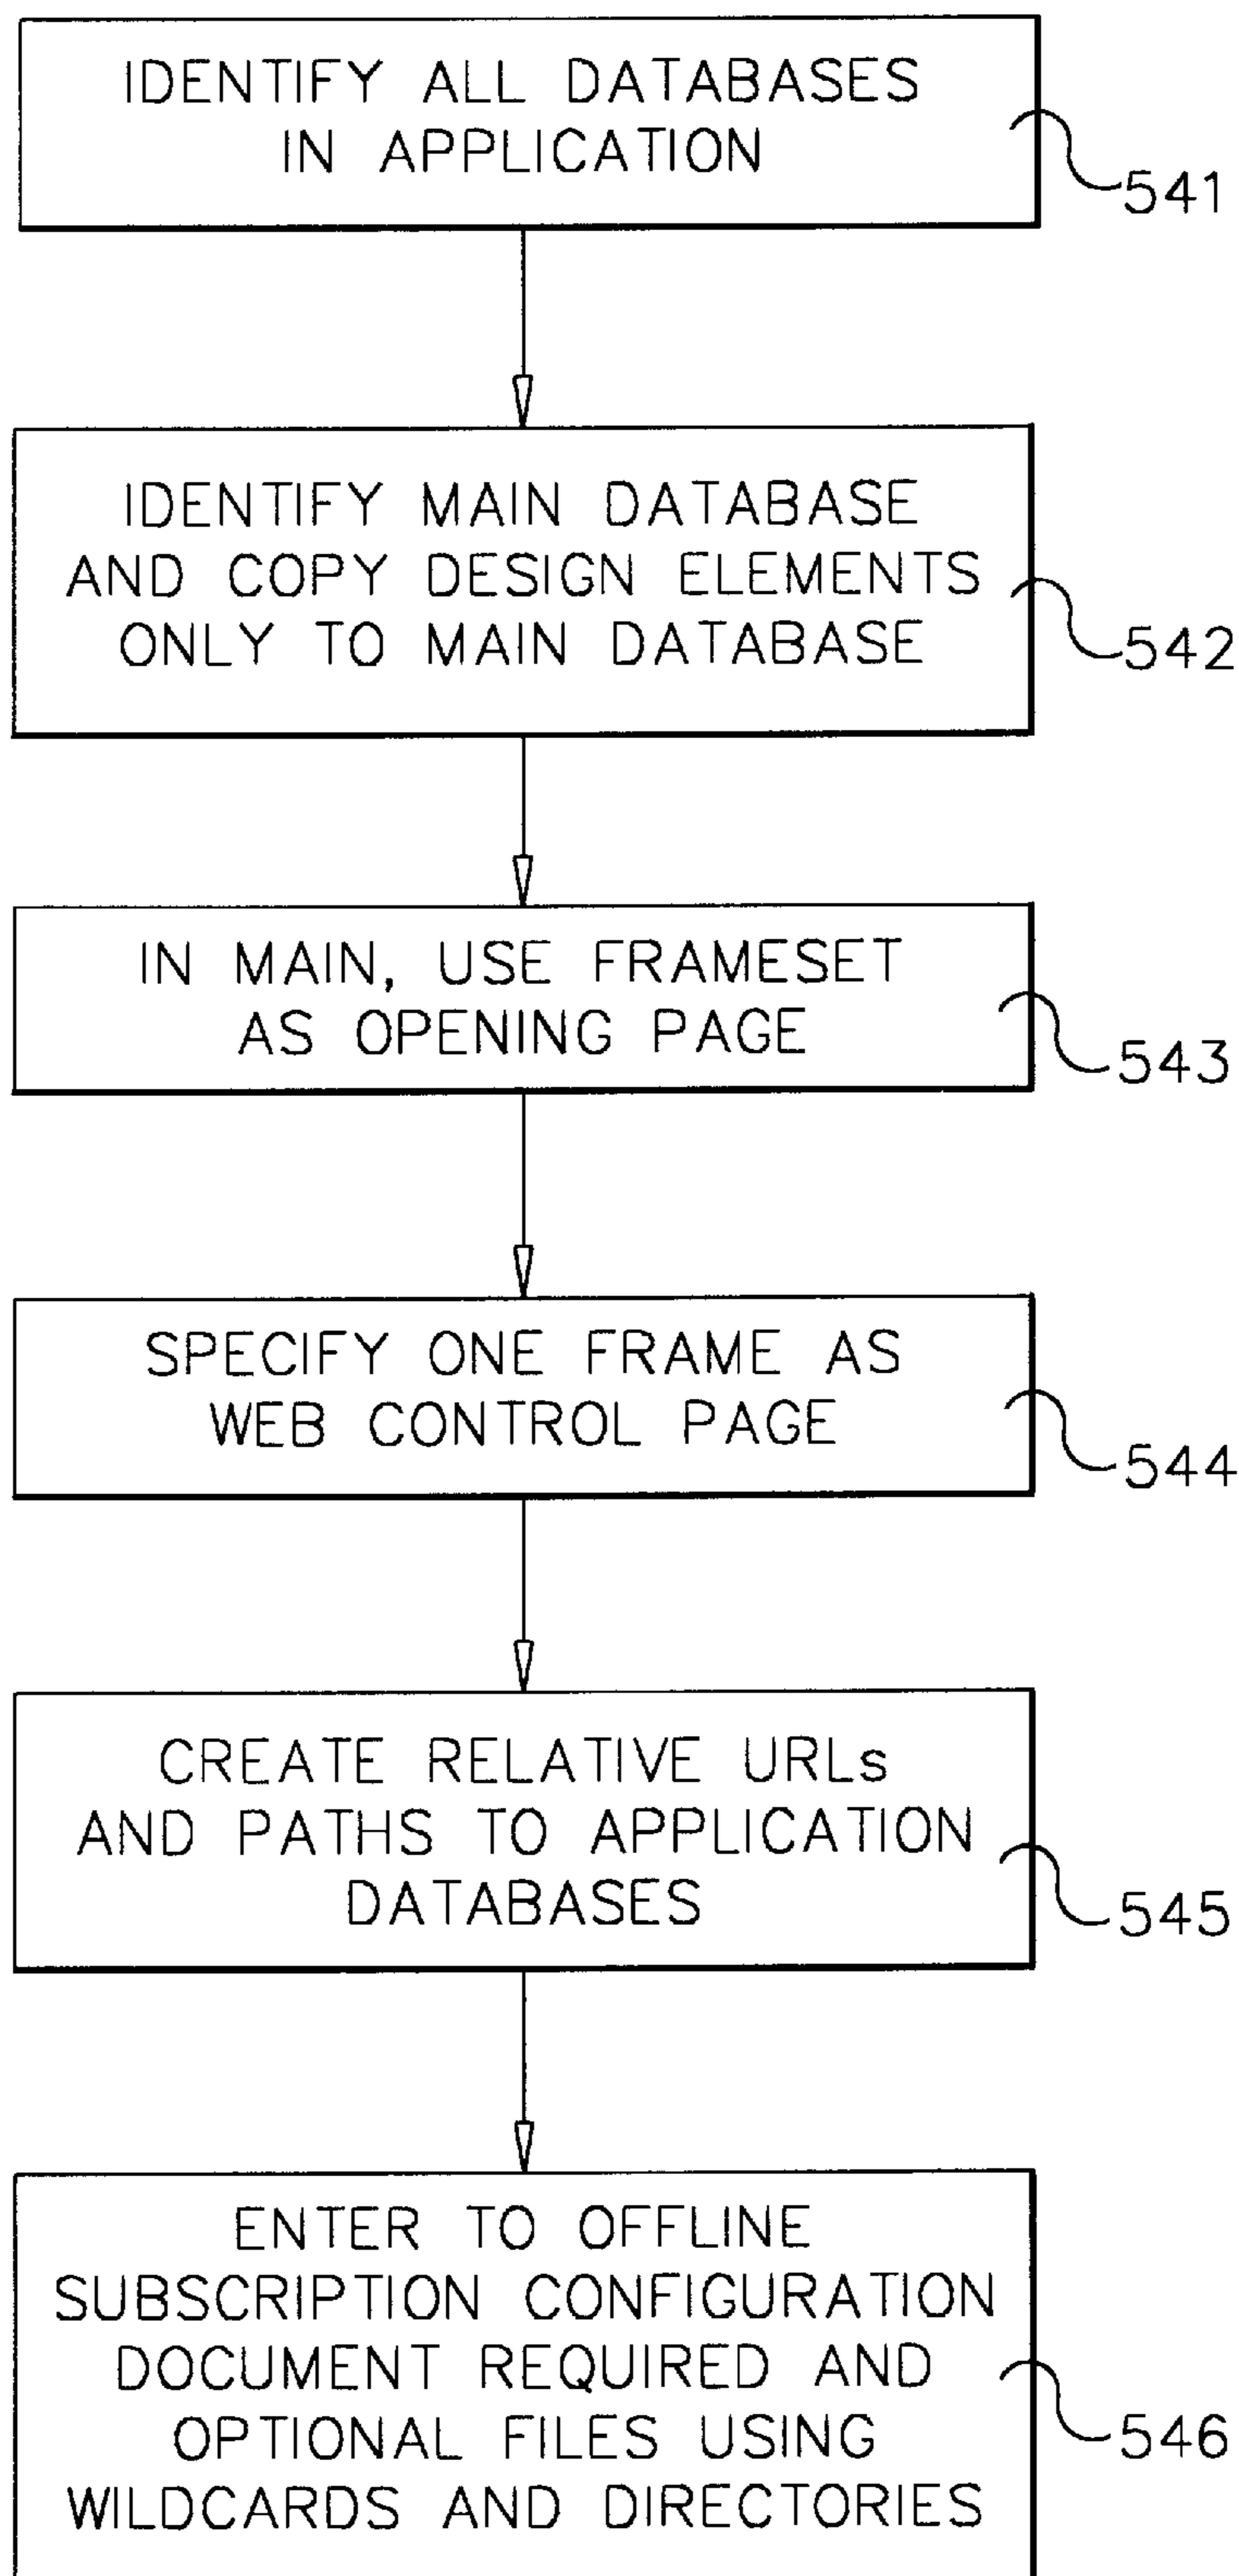 IDENTIFY ALL DATABASES
IN APPLICATION
541
IDENTIFY MAIN DATABASE
AND COPY DESIGN ELEMENTS
ONLY TO MAIN DATABASE
542
IN MAIN, USE FRAMESET
AS OPENING PAGE
543
SPECIFY ONE FRAME AS
WEB CONTROL PAGE
544
CREATE RELATIVE URLs
AND PATHS TO APPLICATION
DATABASES
545
ENTER TO OFFLINE
SUBSCRIPTION CONFIGURATION
DOCUMENT REQUIRED AND
OPTIONAL FILES USING
WILDCARDS AND DIRECTORIES
546